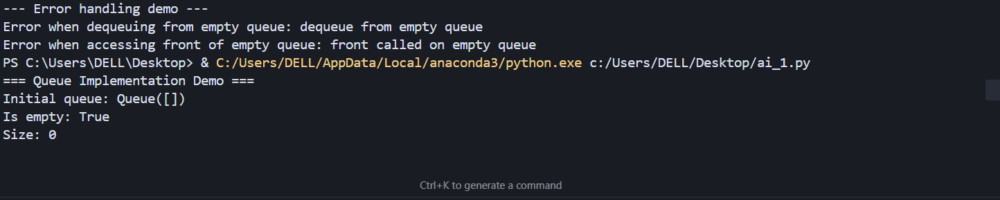 --- Error handling demo ---
Error when dequeuing from empty queue: dequeue from empty queue
Error when accessing front of empty queue: front called on empty queue
PS C:\Users\DELL\Desktop> & C:/Users/DELL/AppData/Local/anaconda3/python.exe c:/Users/DELL/Desktop/ai_1.py
=== Queue Implementation Demo ===
Initial queue: Queue([])
Is empty: True
Size: 0
Ctrl+K to generate a command